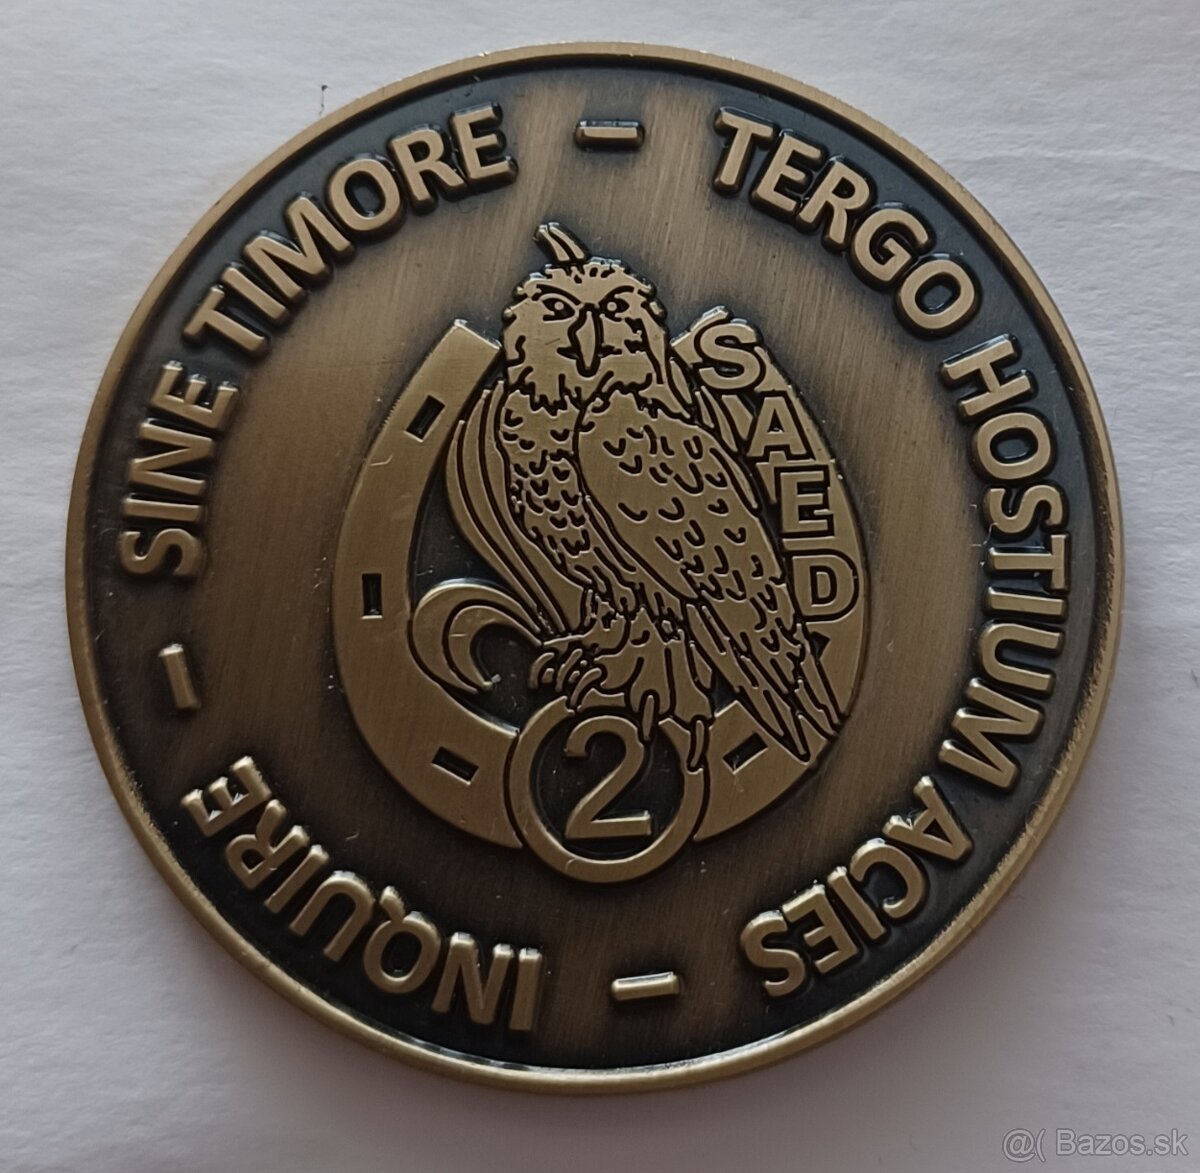 SINE TIMORE – TERGO HOSTIUM ACIES – INQUIRE –
SAED
2
@( Bazos.sk